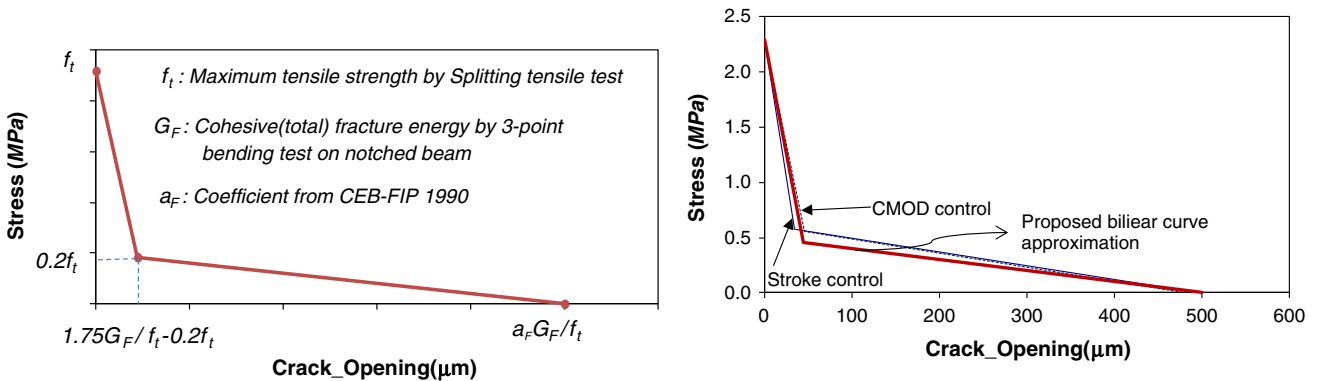 f_t
f_t : Maximum tensile strength by Splitting tensile test
G_F : Cohesive(total) fracture energy by 3-point
bending test on notched beam
a_F : Coefficient from CEB-FIP 1990
Stress (MPa)
0.2f_t
1.75G_F / f_t-0.2f_t
a_FG_F/f_t
Crack_Opening(μm)
2.5
2.0
1.5
1.0
0.5
0.0
Stress (MPa)
CMOD control
Proposed biliear curve
approximation
Stroke control
0
100
200
300
400
500
600
Crack_Opening(μm)